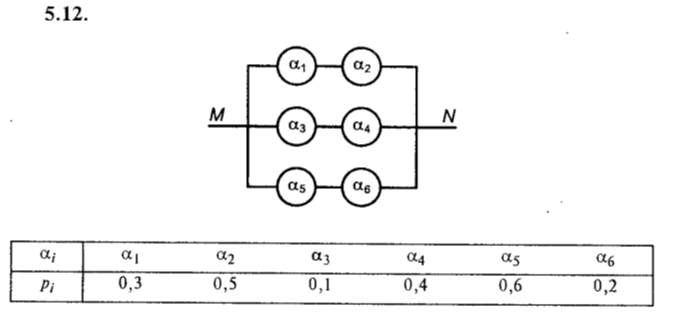 5.12.
α₁ α₂
M α₃ α₄ N
α₅ α₆
αᵢ α₁ α₂ α₃ α₄ α₅ α₆
pᵢ 0,3 0,5 0,1 0,4 0,6 0,2